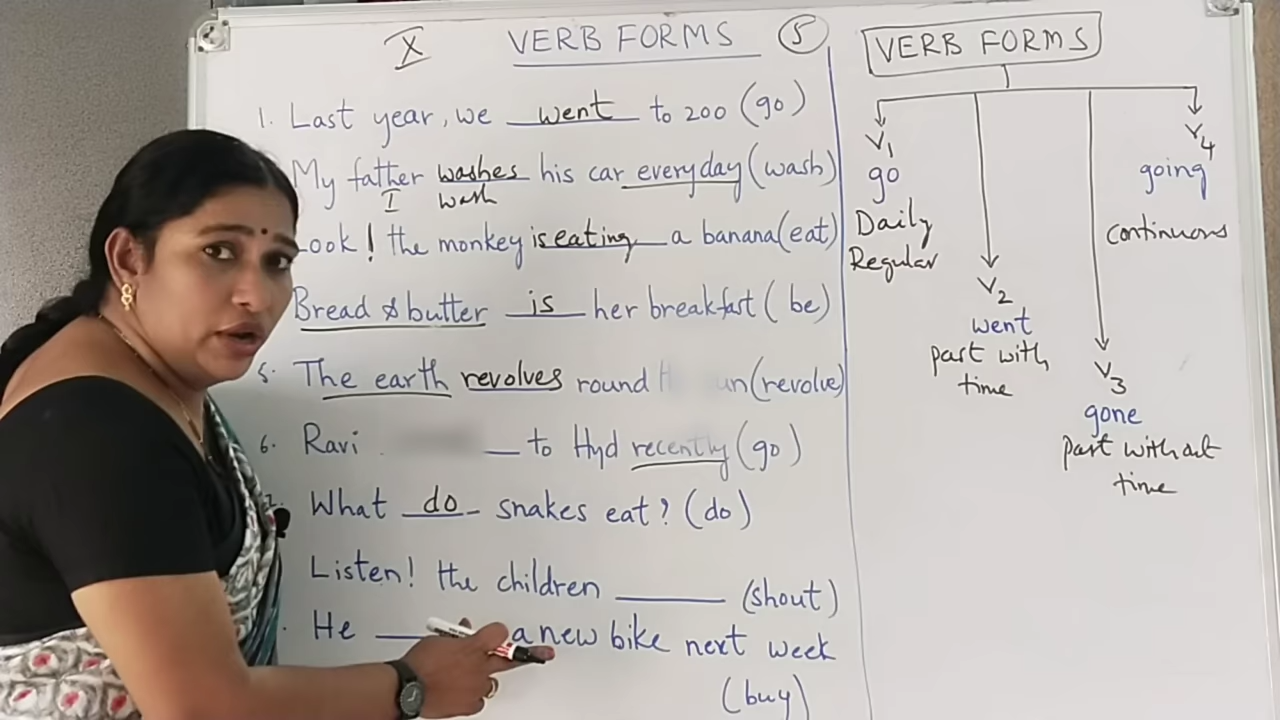 X VERB FORMS 5
1. Last year, we went to zoo (go)
My father washes his car everyday (wash)
I wash
Look! the monkey is eating a banana (eat)
Bread & butter is her breakfast (be)
5. The earth revolves round (revolve)
6. Ravi ___ to Hyd recently (go)
What do snakes eat? (do)
Listen! the children ___ (shout)
He ___ a new bike next week
(buy)
VERB FORMS
V1
go
Daily
Regular
V2
went
past with
time
V3
gone
past without
time
V4
going
continuous